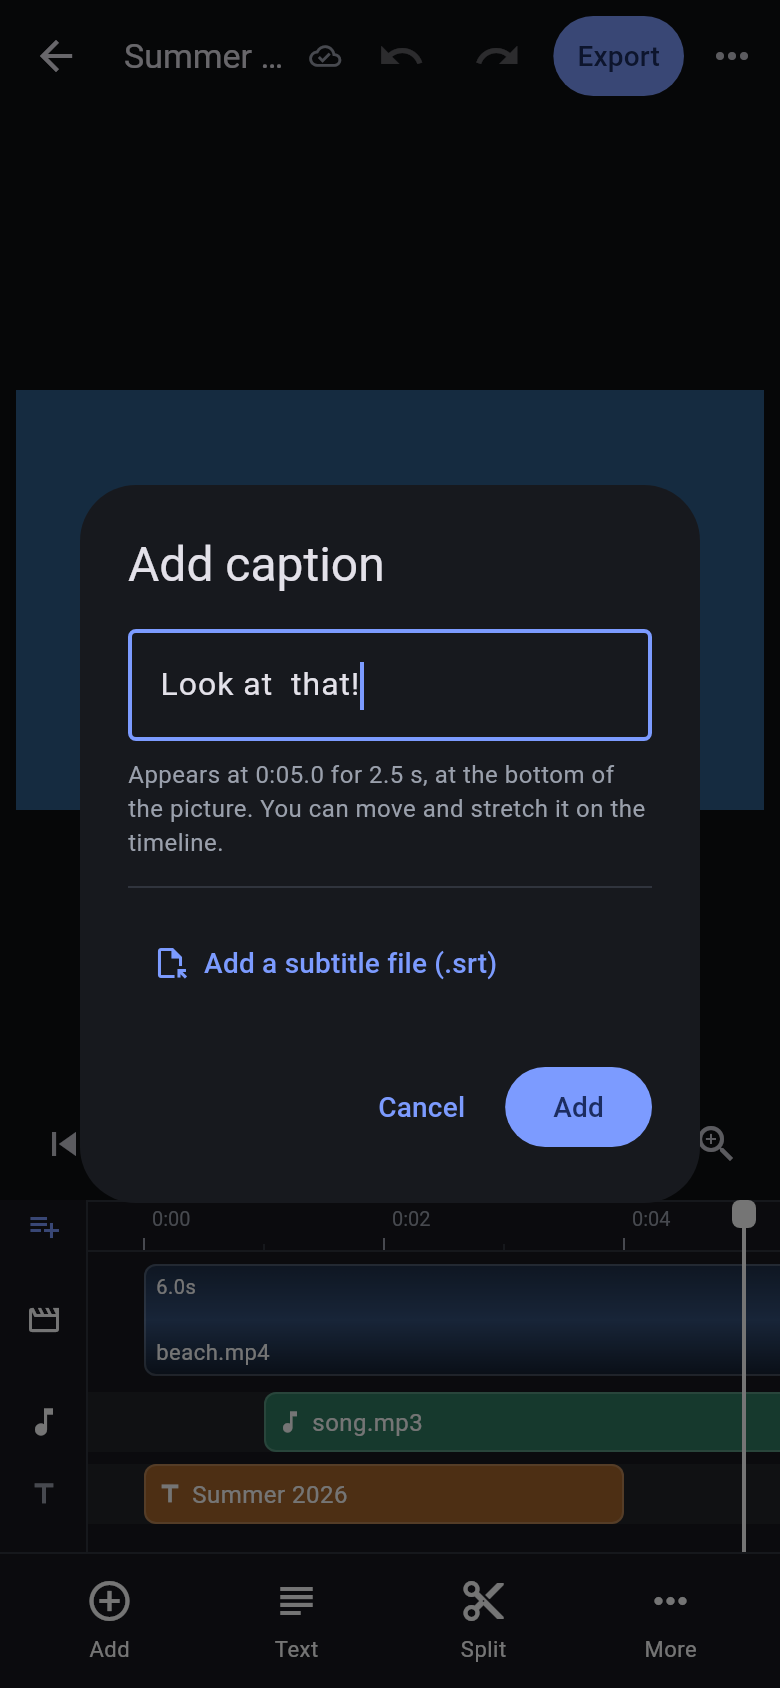 Summer ...
Export
Add caption
Look at  that!
Appears at 0:05.0 for 2.5 s, at the bottom of
the picture. You can move and stretch it on the
timeline.
Add a subtitle file (.srt)
Cancel
Add
0:00
0:02
0:04
6.0s
beach.mp4
song.mp3
T
T Summer 2026
Add
Text
Split
More